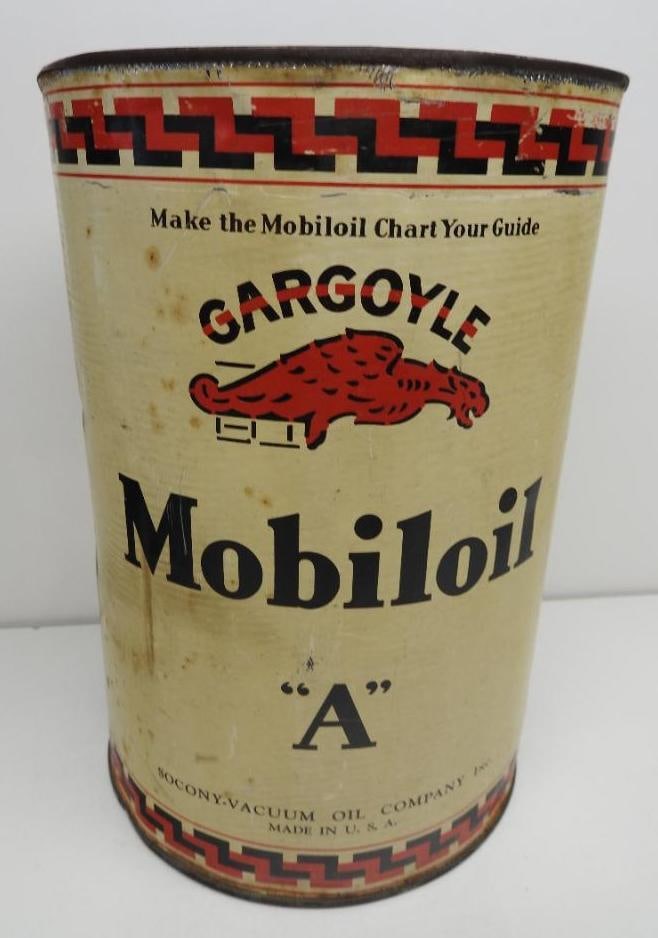 Make the Mobiloil Chart Your Guide
GARGOYLE
Mobiloil
“A”
SOCONY-VACUUM OIL COMPANY INC.
MADE IN U. S. A.